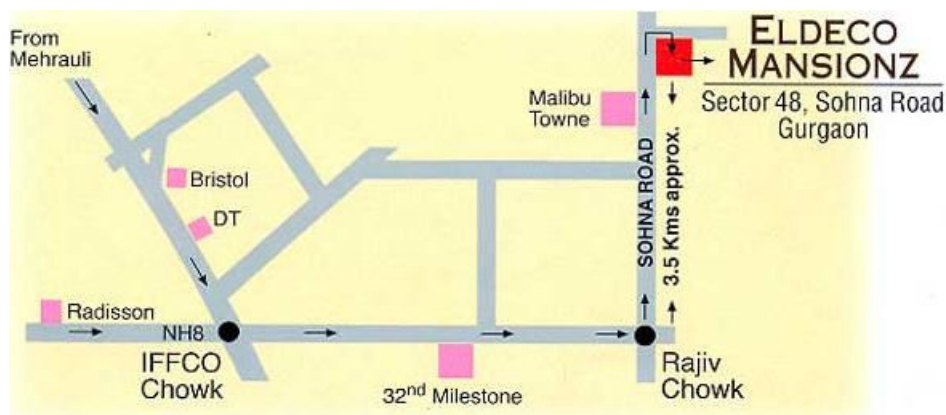 From
Mehrauli
ELDECO
MANSIONZ
Sector 48, Sohna Road
Gurgaon
Malibu
Towne
Bristol
DT
SOHNA ROAD
3.5 Kms approx.
Radisson
NH8
IFFCO
Chowk
32nd Milestone
Rajiv
Chowk